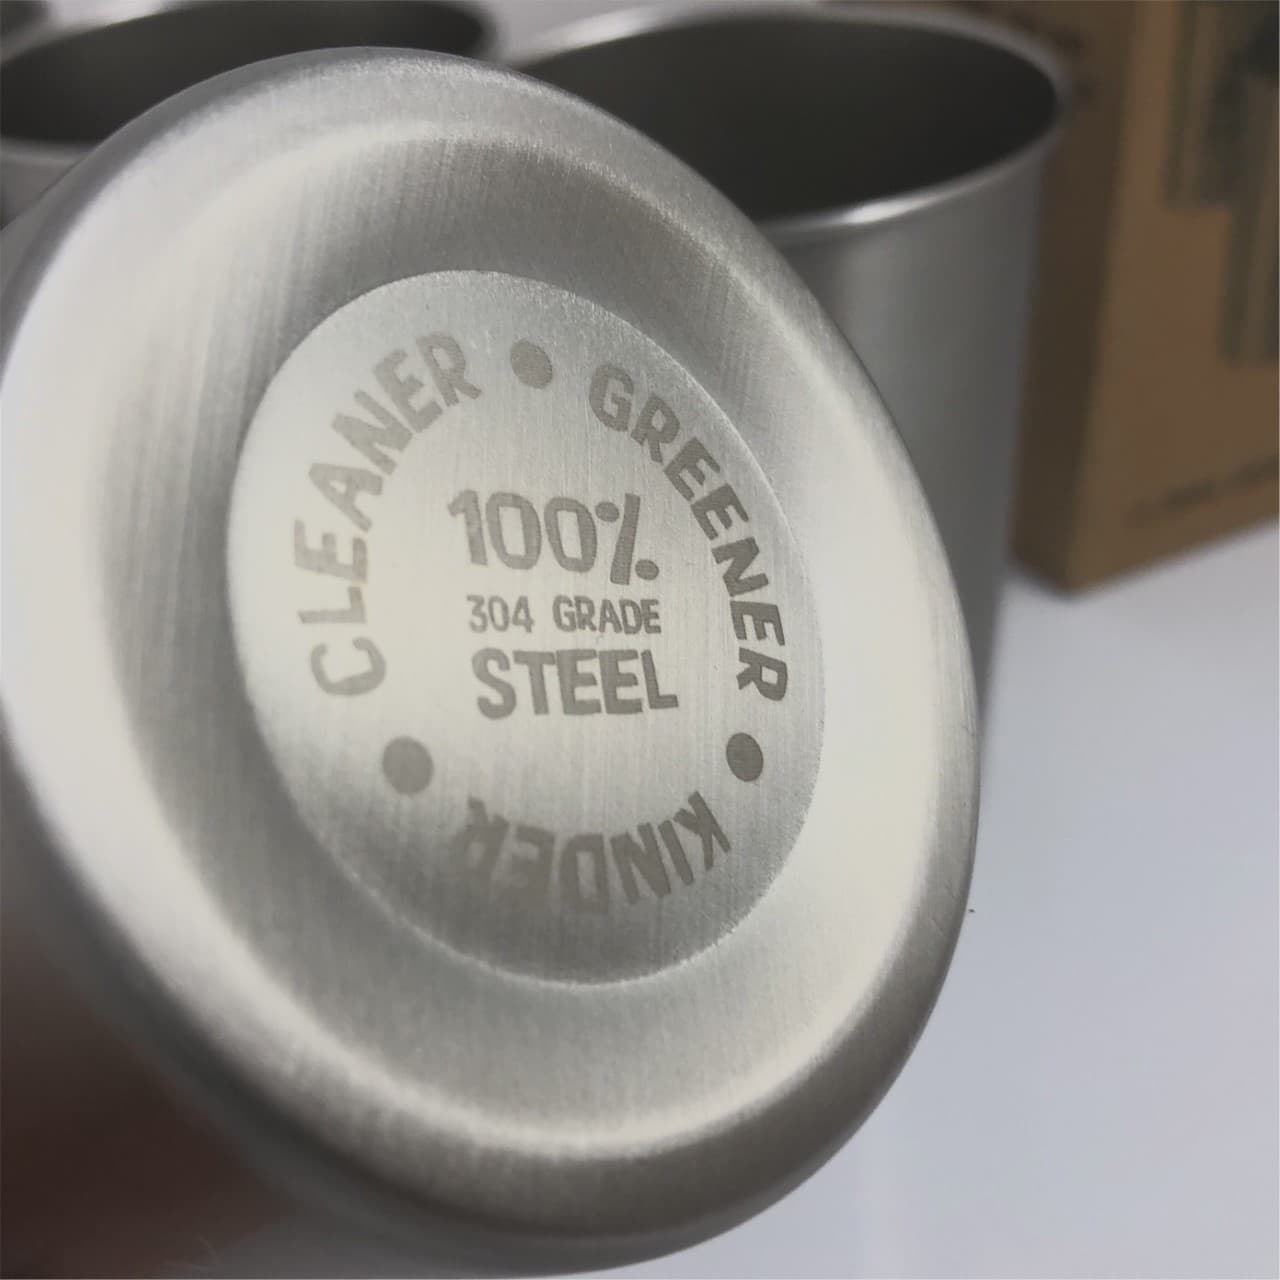 CLEANER • GREENER • KINDER •
100%
304 GRADE
STEEL